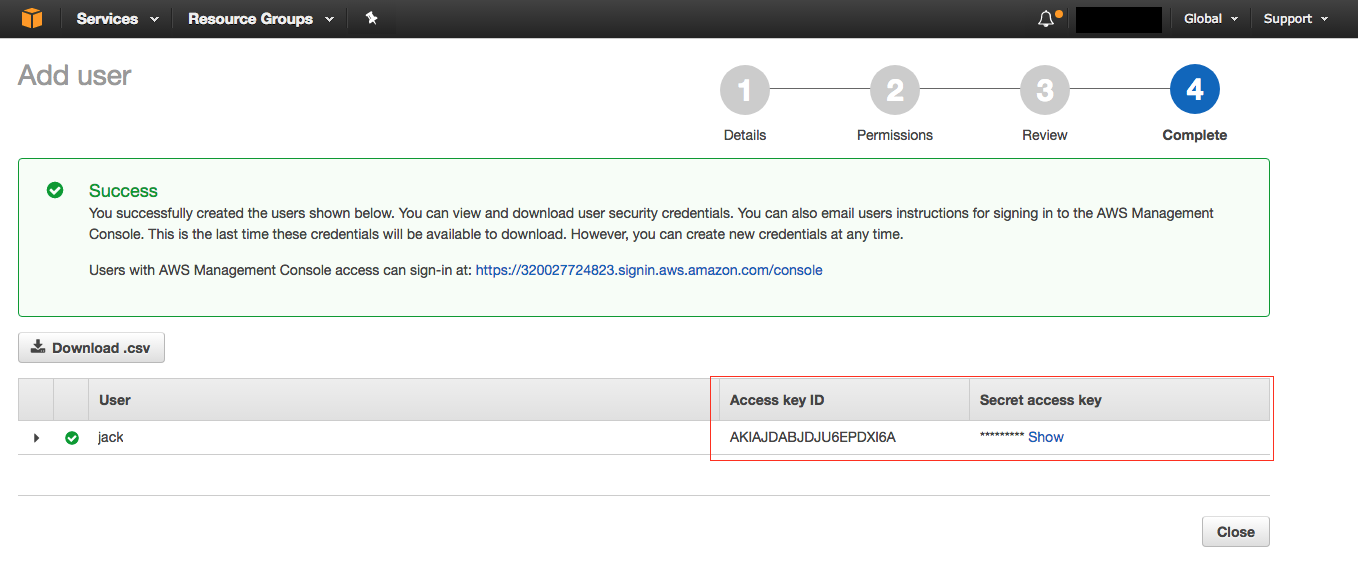 Services Resource Groups Global Support
Add user
1 2 3 4
Details Permissions Review Complete
Success
You successfully created the users shown below. You can view and download user security credentials. You can also email users instructions for signing in to the AWS Management
Console. This is the last time these credentials will be available to download. However, you can create new credentials at any time.
Users with AWS Management Console access can sign-in at: https://320027724823.signin.aws.amazon.com/console
Download .csv
User Access key ID Secret access key
jack AKIAJDABJDJU6EPDXI6A ********* Show
Close